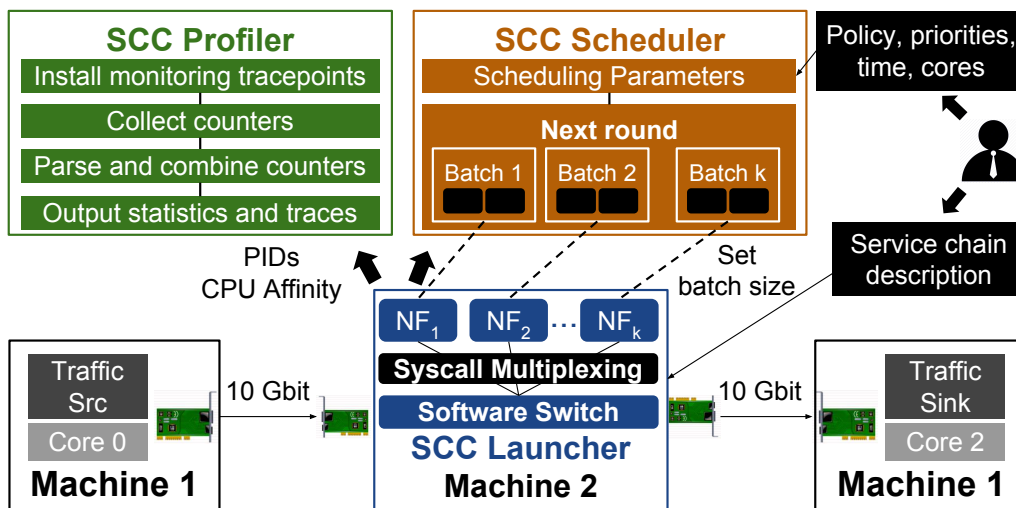 SCC Profiler
Install monitoring tracepoints
Collect counters
Parse and combine counters
Output statistics and traces
SCC Scheduler
Scheduling Parameters
Next round
Batch 1
Batch 2
Batch k
Policy, priorities,
time, cores
Service chain
description
PIDs
CPU Affinity
Set
batch size
NF1
NF2
...
NFk
Syscall Multiplexing
Software Switch
SCC Launcher
Machine 2
Traffic
Src
Core 0
Machine 1
10 Gbit
10 Gbit
Traffic
Sink
Core 2
Machine 1